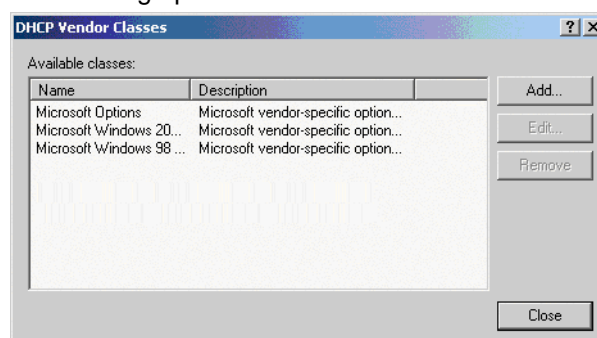 DHCP Vendor Classes
Available classes:
Name Description
Add...
Microsoft Options Microsoft vendor-specific option...
Microsoft Windows 20... Microsoft vendor-specific option...
Edit...
Microsoft Windows 98 ... Microsoft vendor-specific option...
Remove
Close